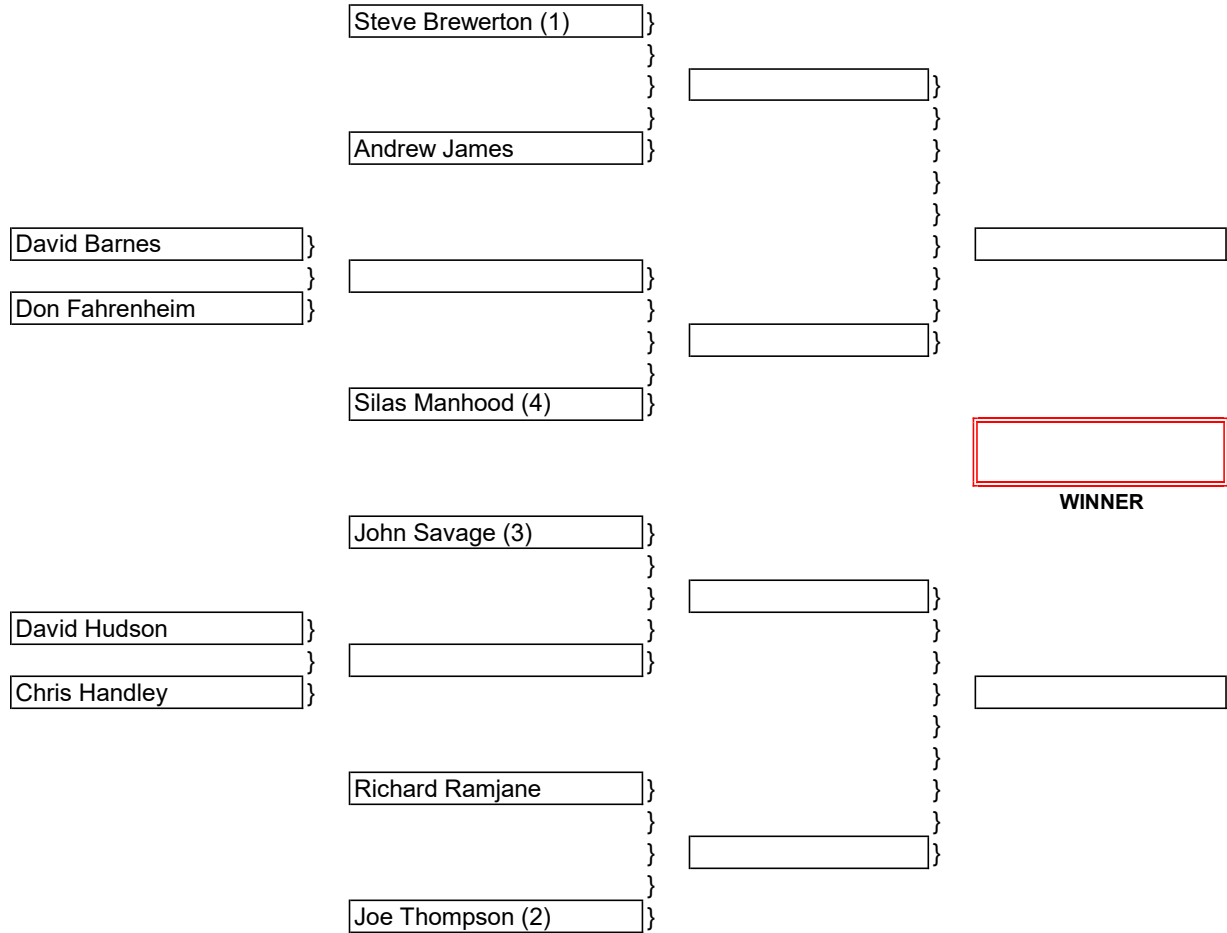 Steve Brewerton (1)
Andrew James
David Barnes
Don Fahrenheim
Silas Manhood (4)
WINNER
John Savage (3)
David Hudson
Chris Handley
Richard Ramjane
Joe Thompson (2)